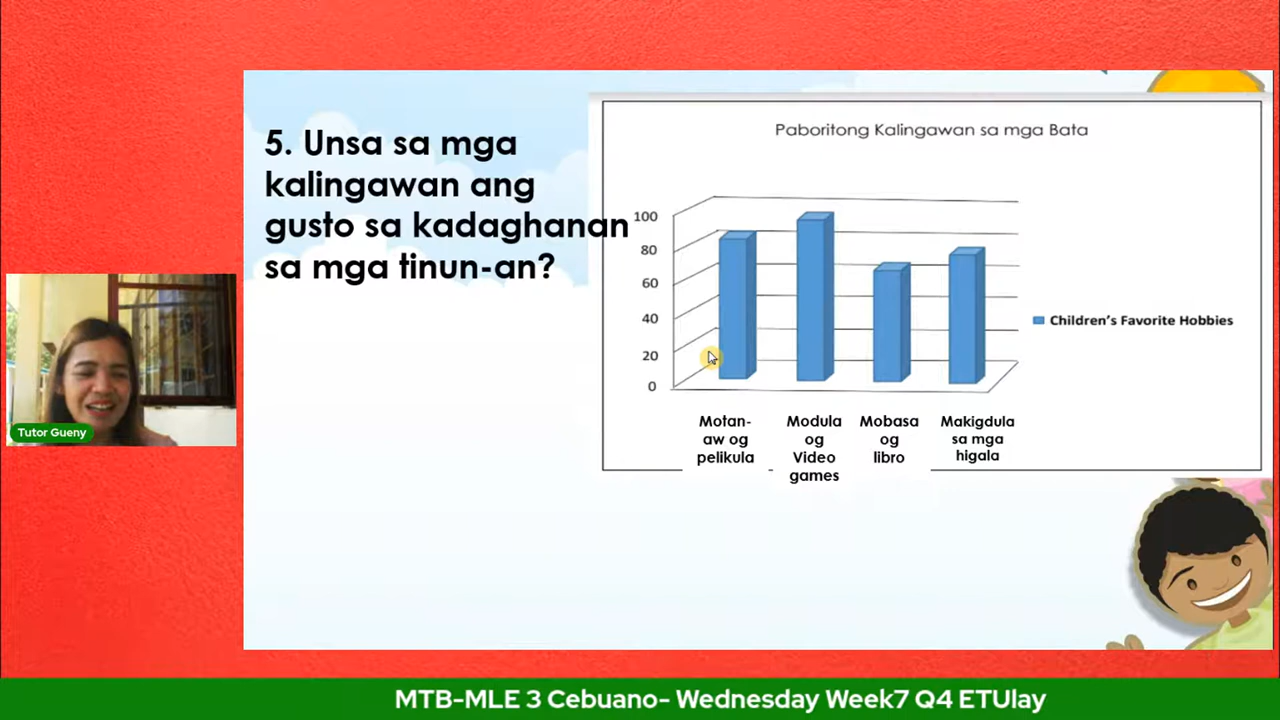 5. Unsa sa mga
kalingawan ang
gusto sa kadaghanan
sa mga tinun-an?
Paboritong Kalingawan sa mga Bata
100
80
60
40
20
0
Motan-
aw og
pelikula
Modula
og
Video
games
Mobasa
og
libro
Makigdula
sa mga
higala
Children's Favorite Hobbies
Tutor Gueny
MTB-MLE 3 Cebuano- Wednesday Week7 Q4 ETUlay